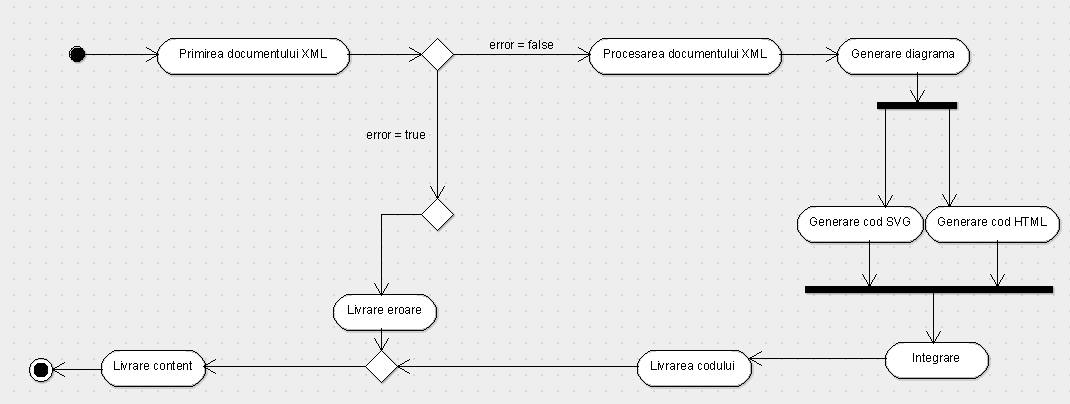 Primirea documentului XML
error = false
Procesarea documentului XML
Generare diagrama
error = true
Generare cod SVG
Generare cod HTML
Livrare eroare
Livrare content
Livrarea codului
Integrare